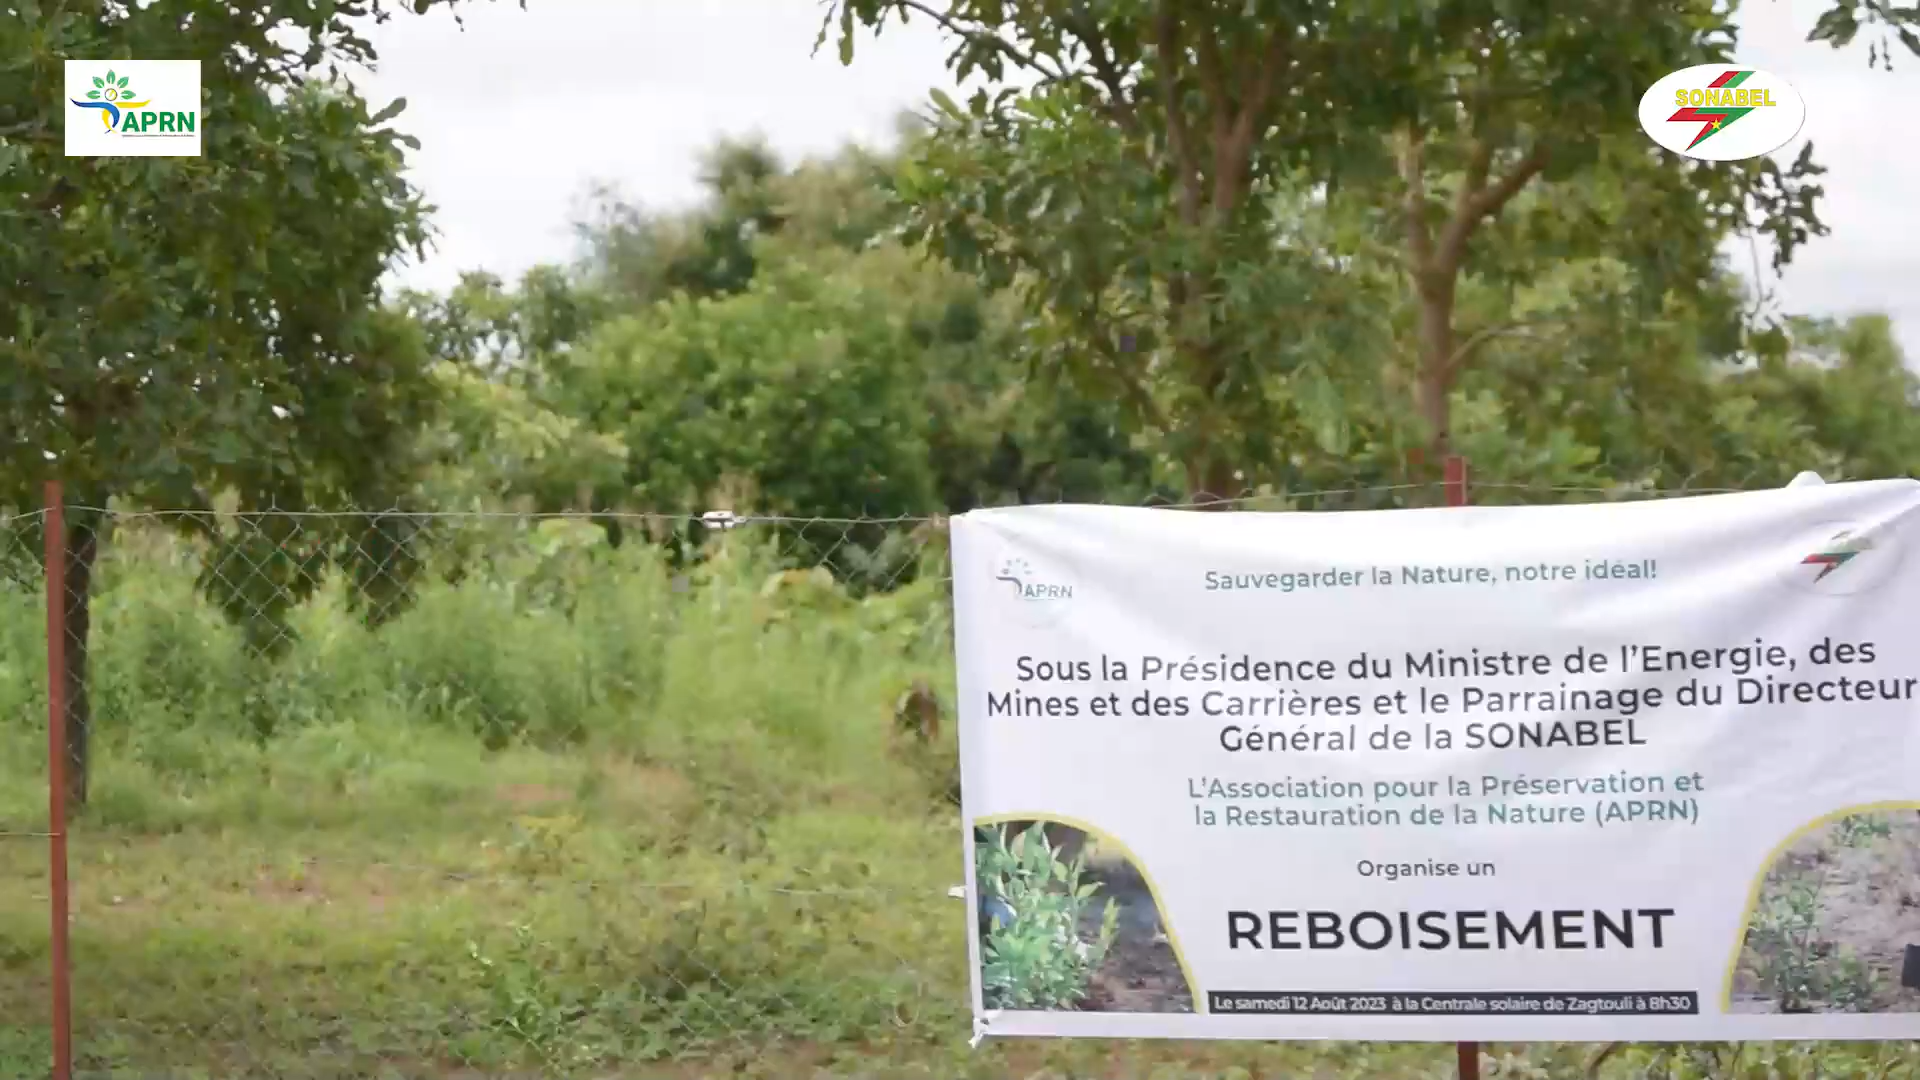 APRN
SONABEL
APRN
Sauvegarder la Nature, notre idéal!
Sous la Présidence du Ministre de l'Energie, des
Mines et des Carrières et le Parrainage du Directeur
Général de la SONABEL
L'Association pour la Préservation et
la Restauration de la Nature (APRN)
Organise un
REBOISEMENT
Le samedi 12 Août 2023 à la Centrale solaire de Zagtouli à 8h30